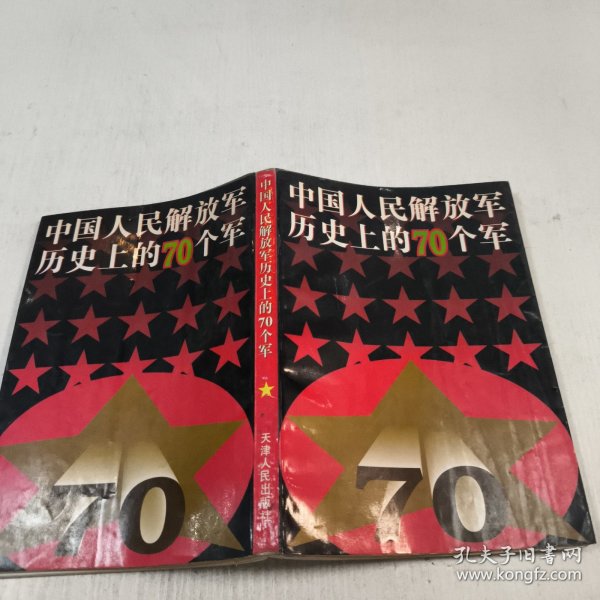 中国人民解放军
历史上的70个军
70
中国人民解放军历史上的70个军
天津人民出版社
中国人民解放军
历史上的70个军
70
孔夫子旧书网
www.kongfz.com